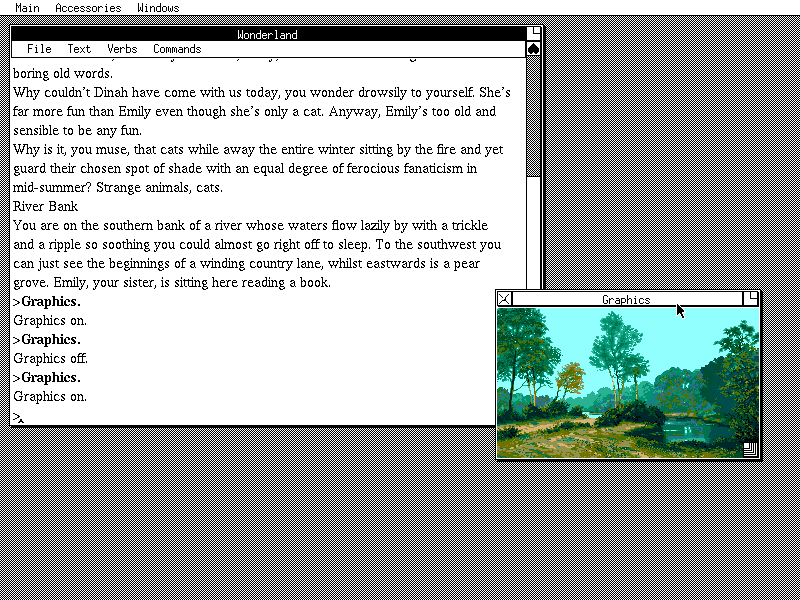 Main Accessories Windows
Wonderland
File Text Verbs Commands
boring old words.
Why couldn't Dinah have come with us today, you wonder drowsily to yourself. She's
far more fun than Emily even though she's only a cat. Anyway, Emily's too old and
sensible to be any fun.
Why is it, you muse, that cats while away the entire winter sitting by the fire and yet
guard their chosen spot of shade with an equal degree of ferocious fanaticism in
mid-summer? Strange animals, cats.
River Bank
You are on the southern bank of a river whose waters flow lazily by with a trickle
and a ripple so soothing you could almost go right off to sleep. To the southwest you
can just see the beginnings of a winding country lane, whilst eastwards is a pear
grove. Emily, your sister, is sitting here reading a book.
>Graphics.
Graphics on.
>Graphics.
Graphics off.
>Graphics.
Graphics on.
>
Graphics